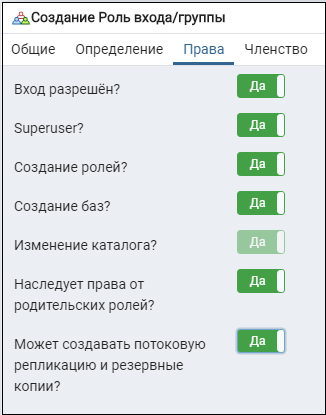 Создание Роль входа/группы
Общие Определение Права Членство
Вход разрешён? Да
Superuser? Да
Создание ролей? Да
Создание баз? Да
Изменение каталога? Да
Наследует права от Да
родительских ролей?
Может создавать потоковую Да
репликацию и резервные
копии?